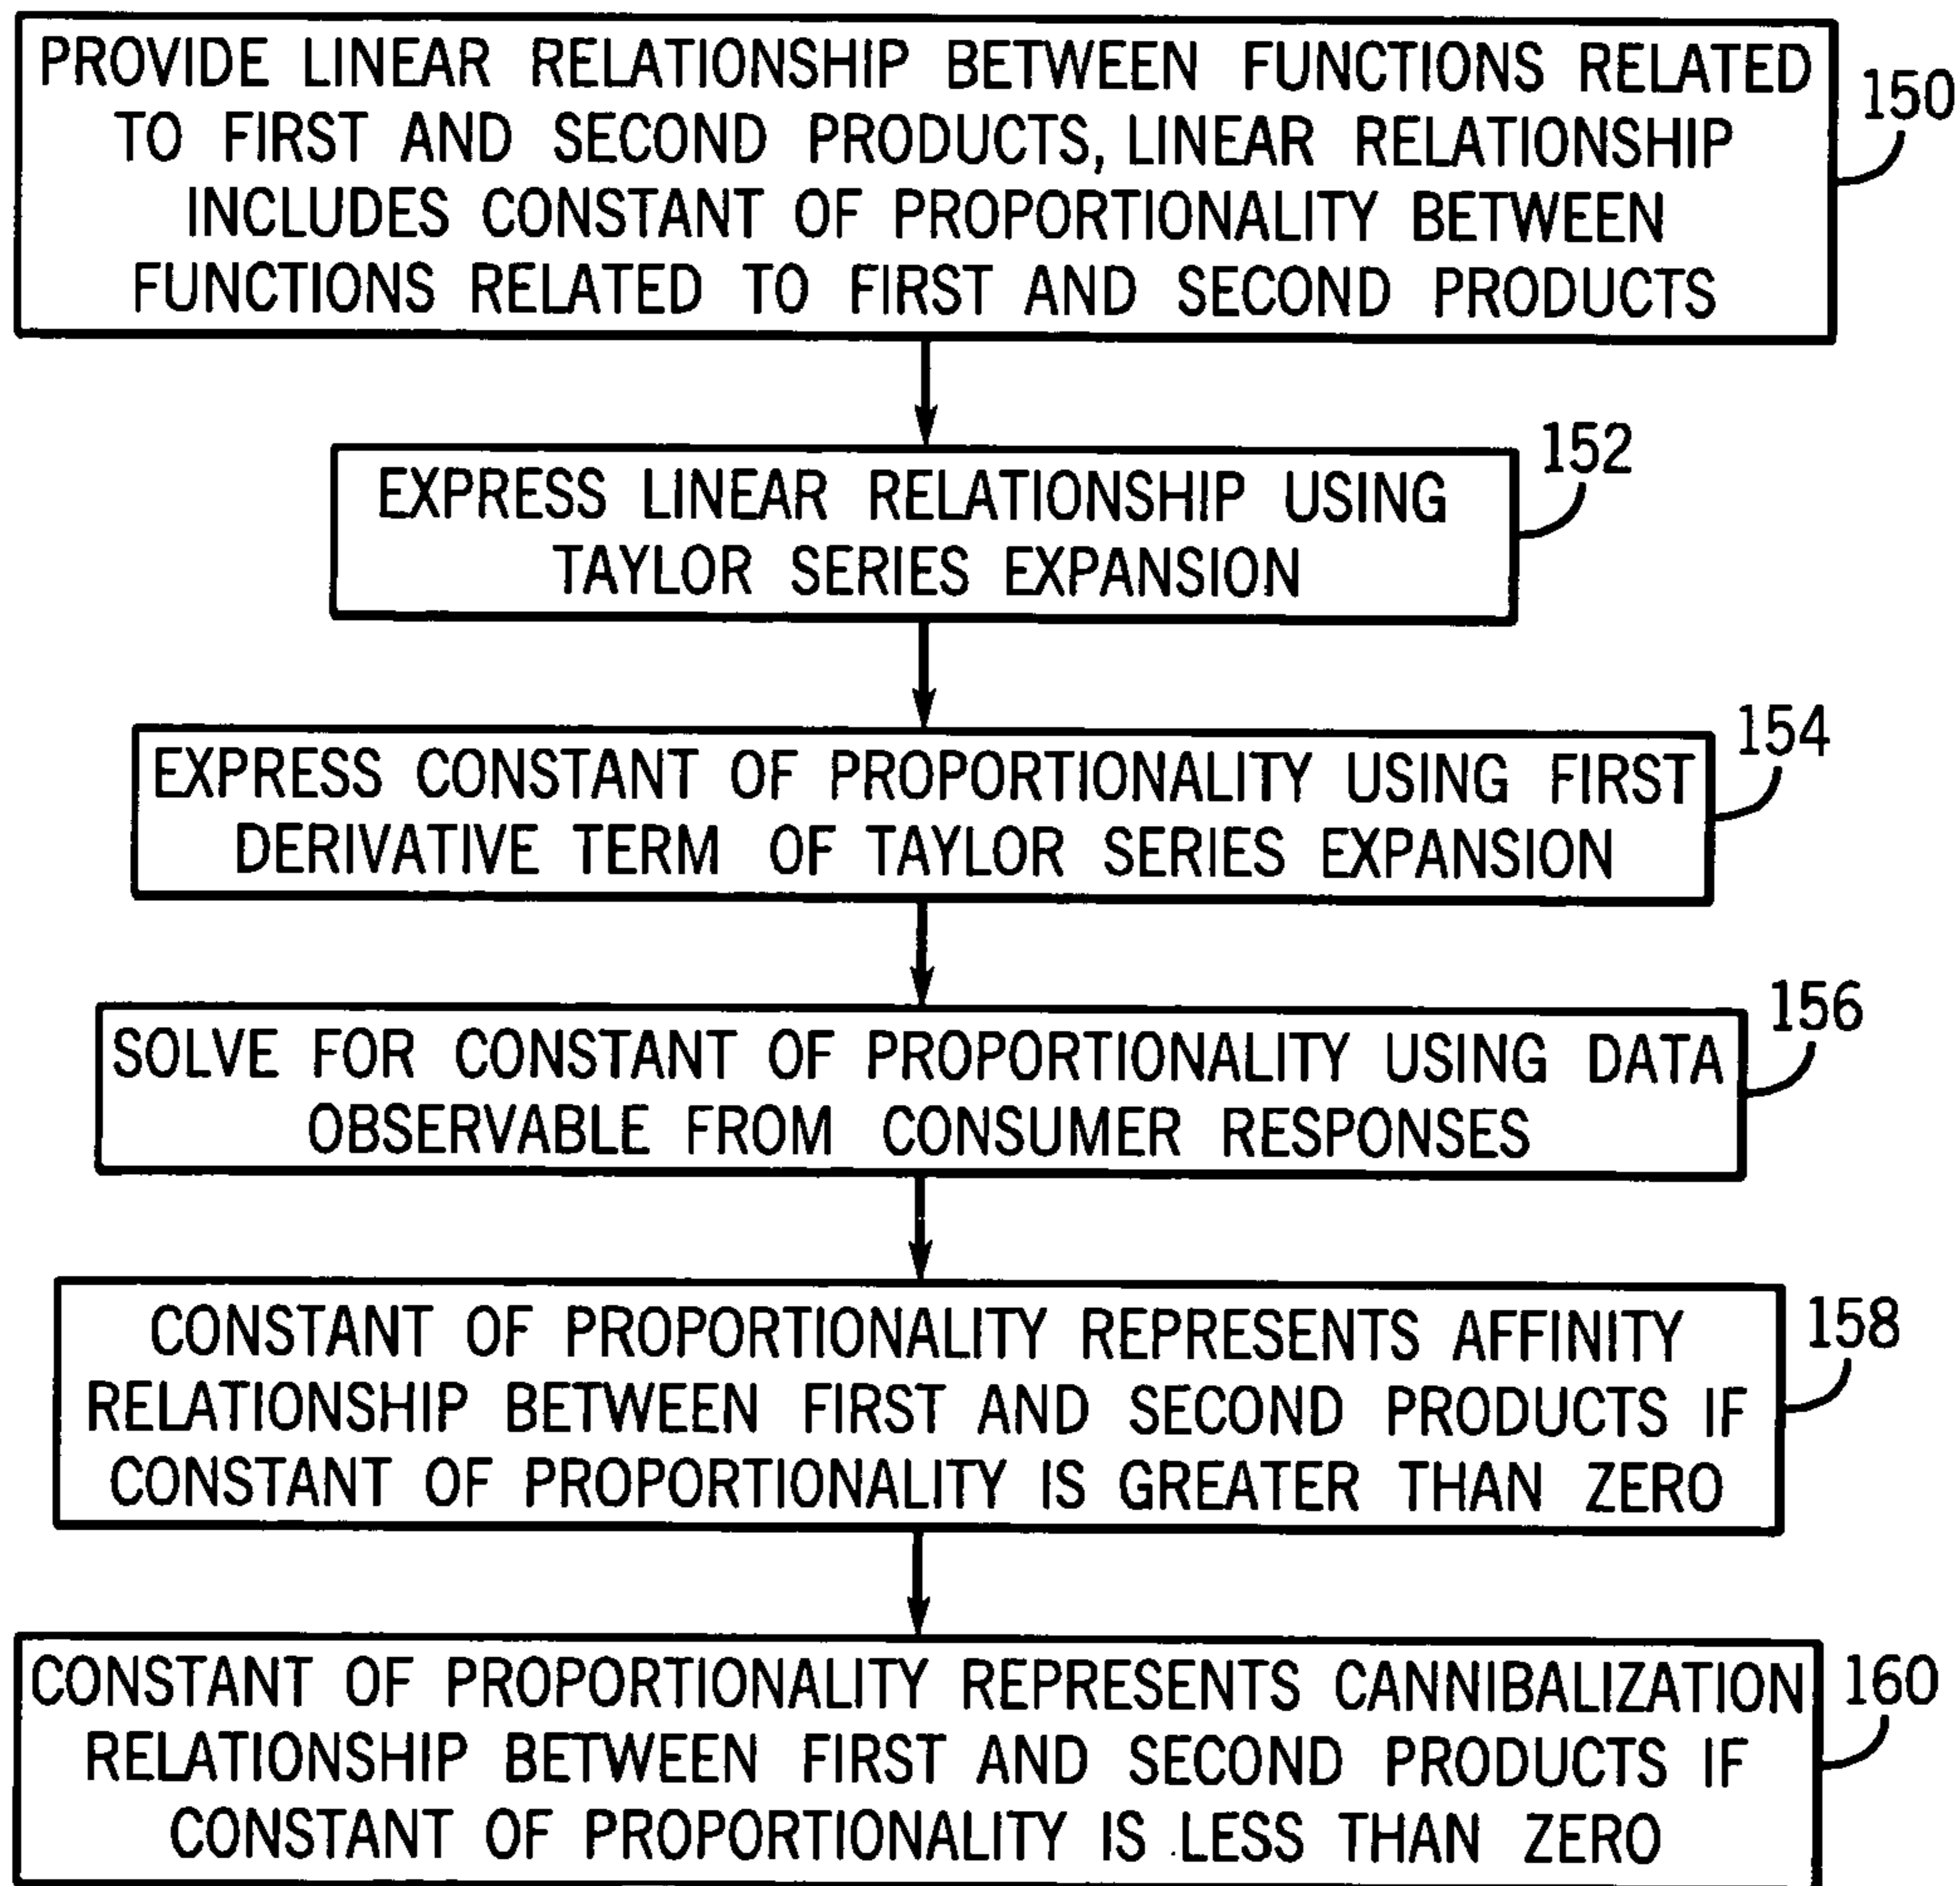 PROVIDE LINEAR RELATIONSHIP BETWEEN FUNCTIONS RELATED
TO FIRST AND SECOND PRODUCTS, LINEAR RELATIONSHIP
INCLUDES CONSTANT OF PROPORTIONALITY BETWEEN
FUNCTIONS RELATED TO FIRST AND SECOND PRODUCTS
150
EXPRESS LINEAR RELATIONSHIP USING
TAYLOR SERIES EXPANSION
152
EXPRESS CONSTANT OF PROPORTIONALITY USING FIRST
DERIVATIVE TERM OF TAYLOR SERIES EXPANSION
154
SOLVE FOR CONSTANT OF PROPORTIONALITY USING DATA
OBSERVABLE FROM CONSUMER RESPONSES
156
CONSTANT OF PROPORTIONALITY REPRESENTS AFFINITY
RELATIONSHIP BETWEEN FIRST AND SECOND PRODUCTS IF
CONSTANT OF PROPORTIONALITY IS GREATER THAN ZERO
158
CONSTANT OF PROPORTIONALITY REPRESENTS CANNIBALIZATION
RELATIONSHIP BETWEEN FIRST AND SECOND PRODUCTS IF
CONSTANT OF PROPORTIONALITY IS LESS THAN ZERO
160